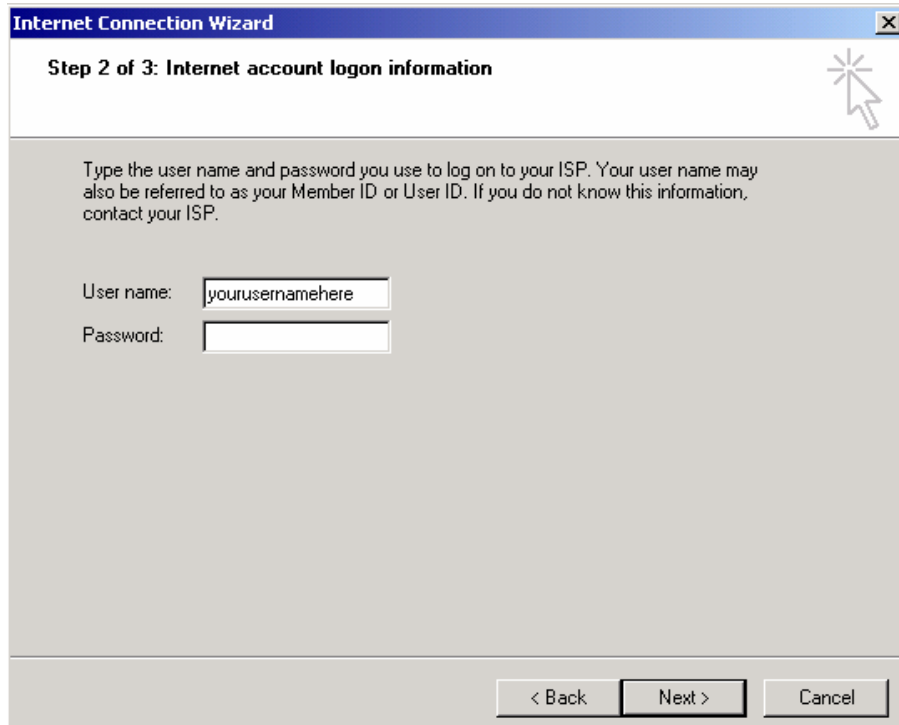 Internet Connection Wizard
Step 2 of 3: Internet account logon information
Type the user name and password you use to log on to your ISP. Your user name may
also be referred to as your Member ID or User ID. If you do not know this information,
contact your ISP.
User name: yourusernamehere
Password:
< Back Next > Cancel